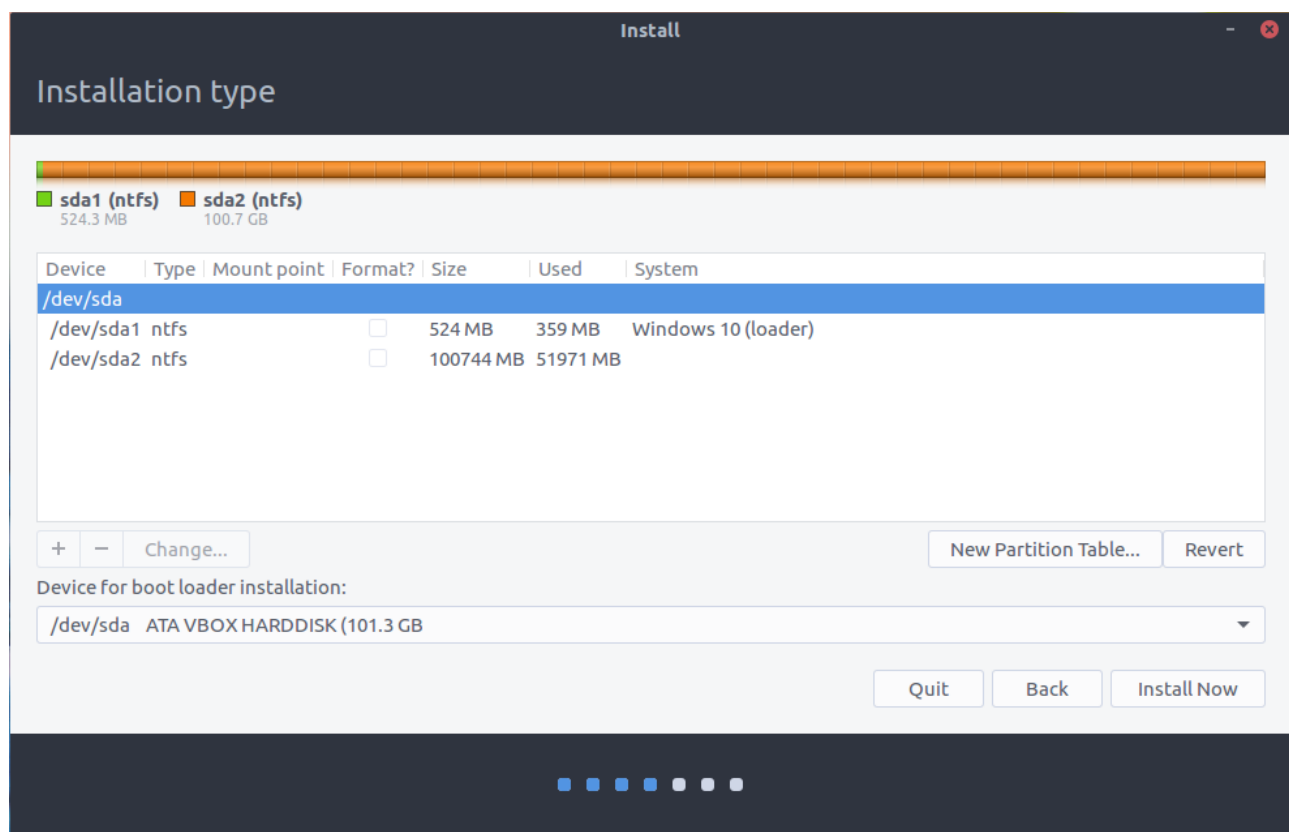 Install
Installation type
sda1 (ntfs) sda2 (ntfs)
524.3 MB 100.7 GB
Device Type Mount point Format? Size Used System
/dev/sda
/dev/sda1 ntfs 524 MB 359 MB Windows 10 (loader)
/dev/sda2 ntfs 100744 MB 51971 MB
+ − Change... New Partition Table... Revert
Device for boot loader installation:
/dev/sda ATA VBOX HARDDISK (101.3 GB
Quit Back Install Now